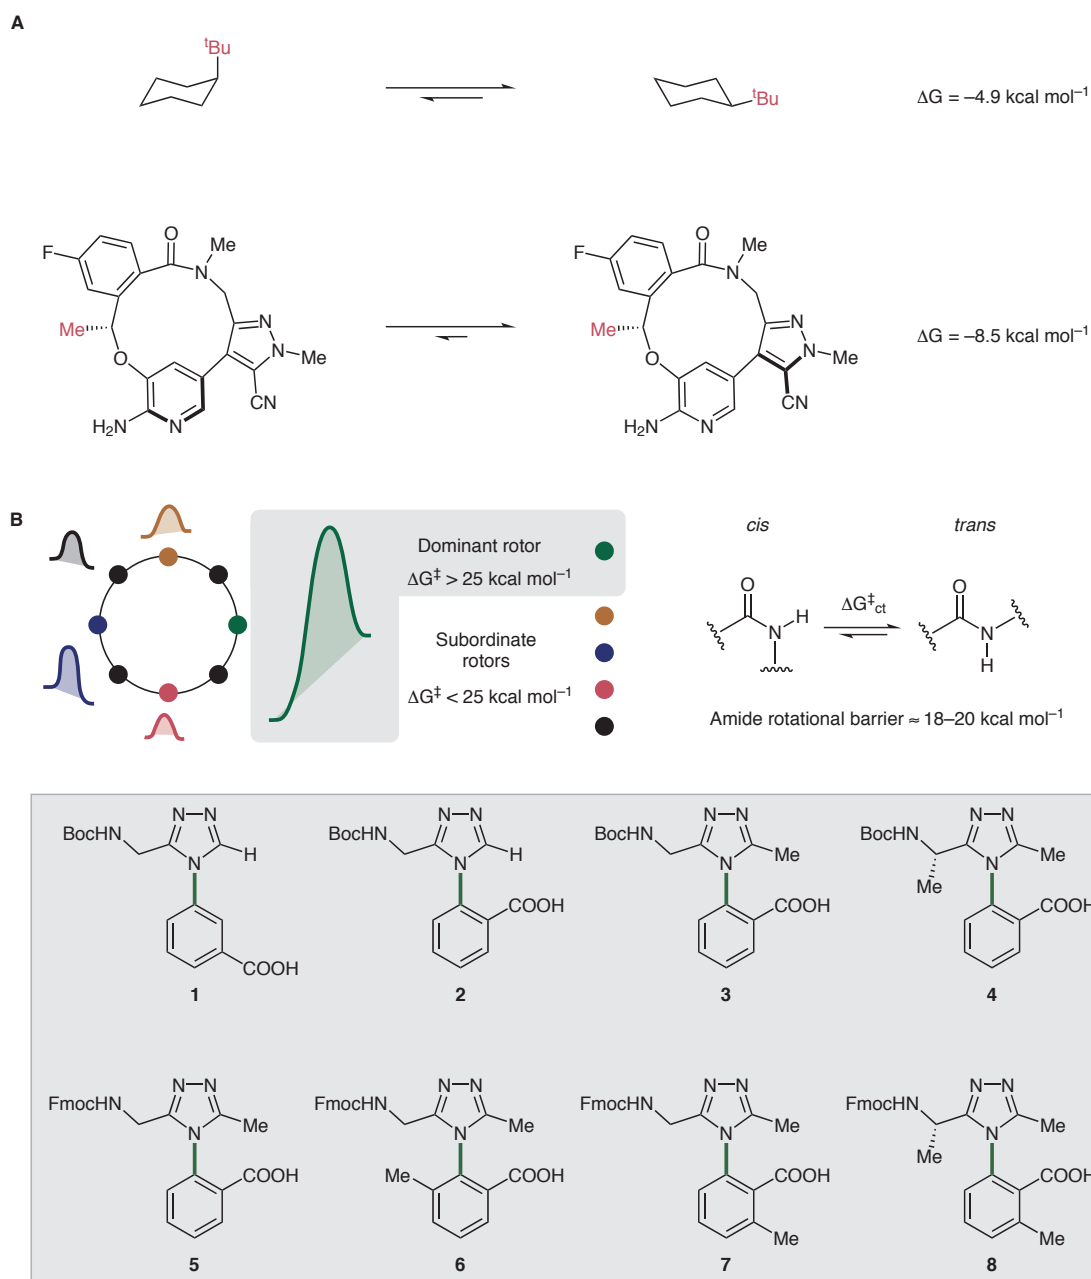 A
tBu
tBu
ΔG = –4.9 kcal mol–1
O
Me
F
N
Me
N
N
Me
O
CN
H2N
N
O
Me
F
N
Me
N
N
Me
O
CN
H2N
N
ΔG = –8.5 kcal mol–1
B
Dominant rotor
ΔG‡ > 25 kcal mol–1
Subordinate
rotors
ΔG‡ < 25 kcal mol–1
cis
trans
O
N
H
ΔG‡ct
O
N
H
Amide rotational barrier ≈ 18–20 kcal mol–1
N N
BocHN
H
N
COOH
1
N N
BocHN
H
N
COOH
2
N N
BocHN
Me
N
COOH
3
N N
BocHN
Me
N
Me
COOH
4
N N
FmocHN
Me
N
COOH
5
N N
FmocHN
Me
N
Me
COOH
6
N N
FmocHN
Me
N
COOH
Me
7
N N
FmocHN
Me
N
Me
COOH
Me
8